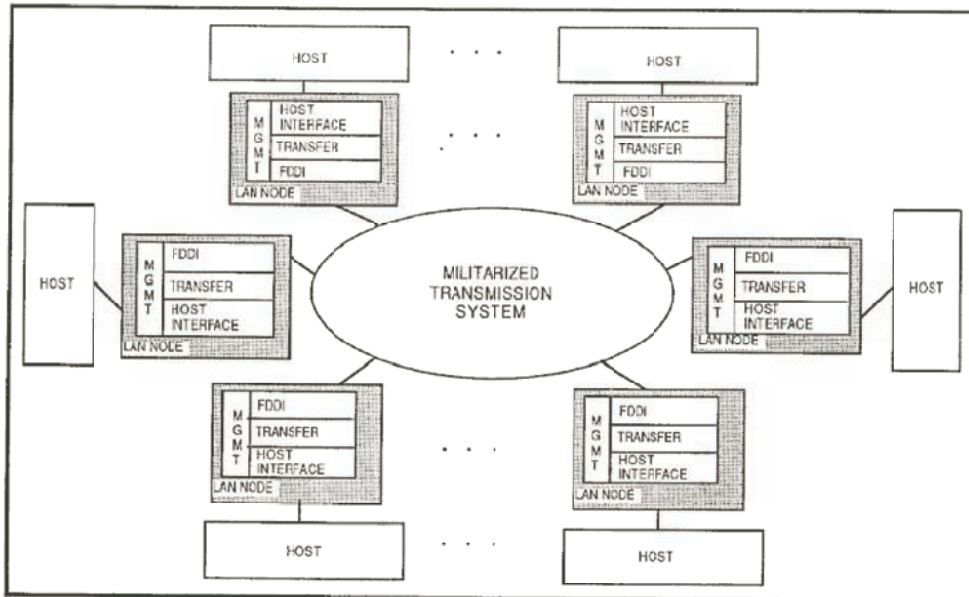 HOST
HOST
MGMT
HOST
INTERFACE
TRANSFER
FDDI
LAN NODE
MGMT
HOST
INTERFACE
TRANSFER
FDDI
LAN NODE
HOST
MGMT
FDDI
TRANSFER
HOST
INTERFACE
LAN NODE
MILITARIZED
TRANSMISSION
SYSTEM
MGMT
FDDI
TRANSFER
HOST
INTERFACE
LAN NODE
HOST
MGMT
FDDI
TRANSFER
HOST
INTERFACE
LAN NODE
MGMT
FDDI
TRANSFER
HOST
INTERFACE
LAN NODE
HOST
HOST